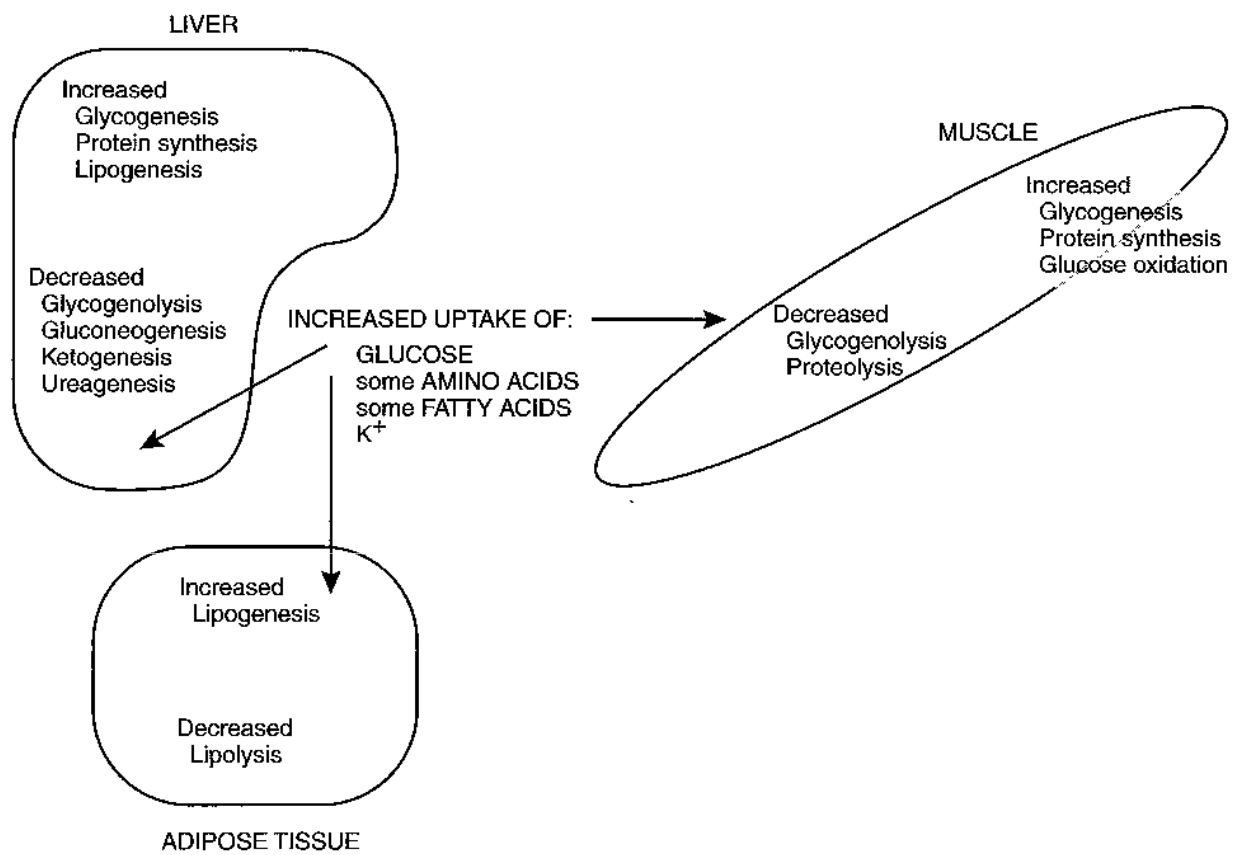 LIVER
Increased
Glycogenesis
Protein synthesis
Lipogenesis
Decreased
Glycogenolysis
Gluconeogenesis
Ketogenesis
Ureagenesis
INCREASED UPTAKE OF:
GLUCOSE
some AMINO ACIDS
some FATTY ACIDS
K⁺
MUSCLE
Increased
Glycogenesis
Protein synthesis
Glucose oxidation
Decreased
Glycogenolysis
Proteolysis
Increased
Lipogenesis
Decreased
Lipolysis
ADIPOSE TISSUE